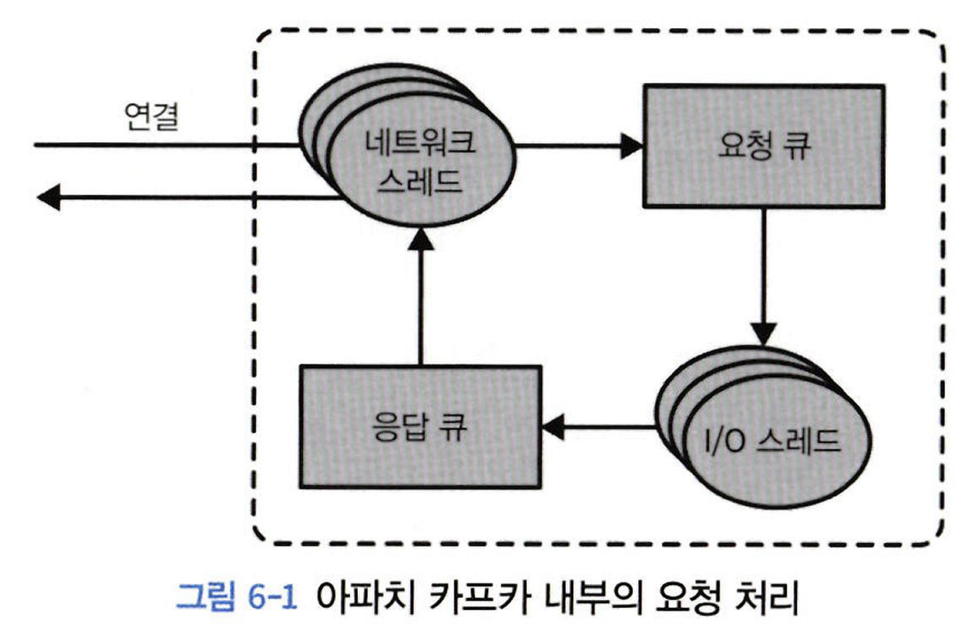 연결
네트워크
스레드
요청 큐
응답 큐
I/O 스레드
그림 6-1 아파치 카프카 내부의 요청 처리